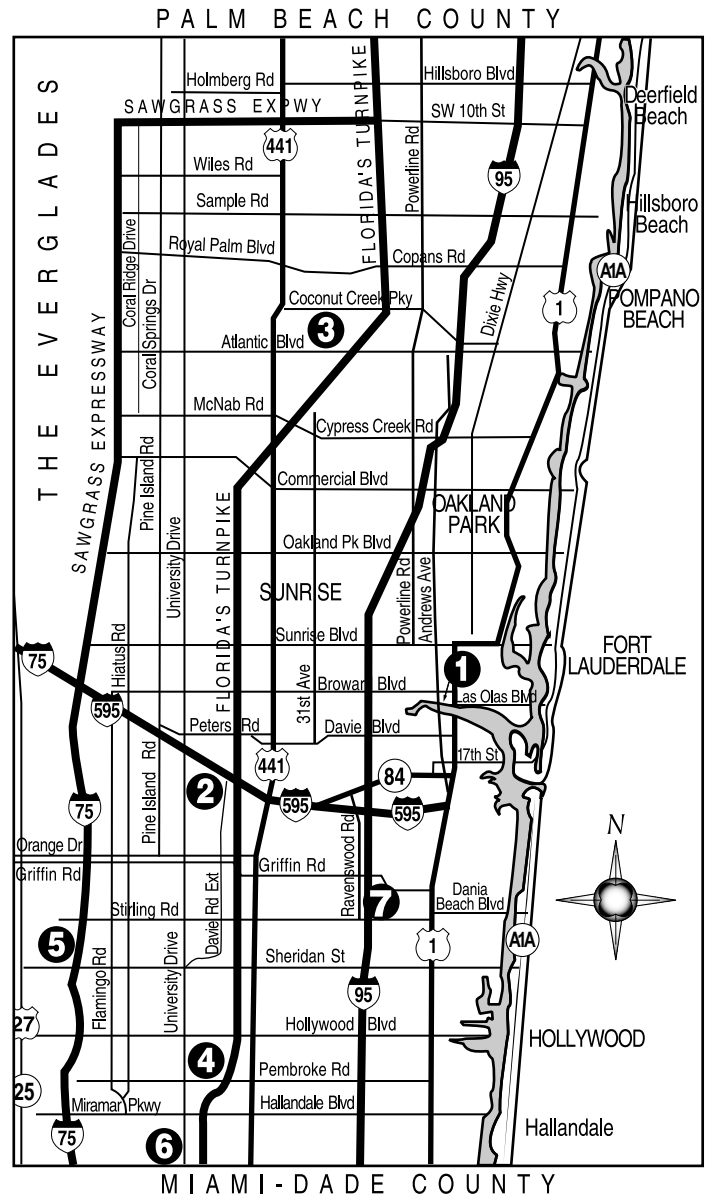 PALM BEACH COUNTY
Holmberg Rd
Hillsboro Blvd
Deerfield
Beach
SAWGRASS EXPWY
SW 10th St
THE EVERGLADES
FLORIDA'S TURNPIKE
441
Powerline Rd
95
Wiles Rd
Sample Rd
Hillsboro
Beach
Coral Ridge Drive
Royal Palm Blvd
Copans Rd
A1A
Coral Springs Dr
Coconut Creek Pky
Dixie Hwy
1
POMPANO
BEACH
3
Atlantic Blvd
SAWGRASS EXPRESSWAY
McNab Rd
Cypress Creek Rd
Pine Island Rd
Commercial Blvd
FLORIDA'S TURNPIKE
OAKLAND
PARK
University Drive
Oakland Pk Blvd
Powerline Rd
Andrews Ave
SUNRISE
Hiatus Rd
Sunrise Blvd
FORT
LAUDERDALE
75
1
31st Ave
Broward Blvd
Las Olas Blvd
595
Peters Rd
Davie Blvd
Pine Island Rd
441
17th St
84
2
75
595
595
Orange Dr
Ravenswood Rd
Griffin Rd
Griffin Rd
N
Davie Rd Ext
7
Dania
Beach Blvd
Stirling Rd
5
1
A1A
Flamingo Rd
University Drive
Sheridan St
95
27
Hollywood Blvd
HOLLYWOOD
4
Pembroke Rd
25
Miramar Pkwy
Hallandale Blvd
75
6
Hallandale
MIAMI-DADE COUNTY